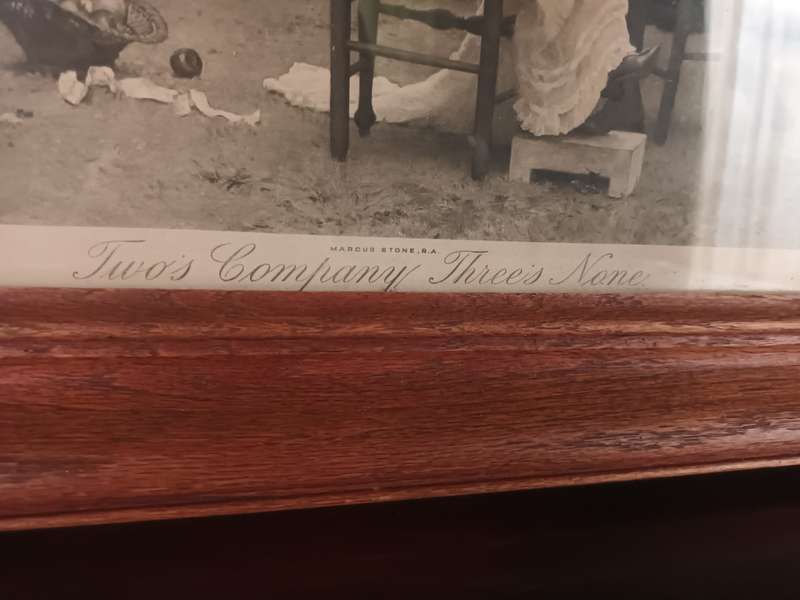 MARCUS STONE, R.A.
Two's Company Three's None.